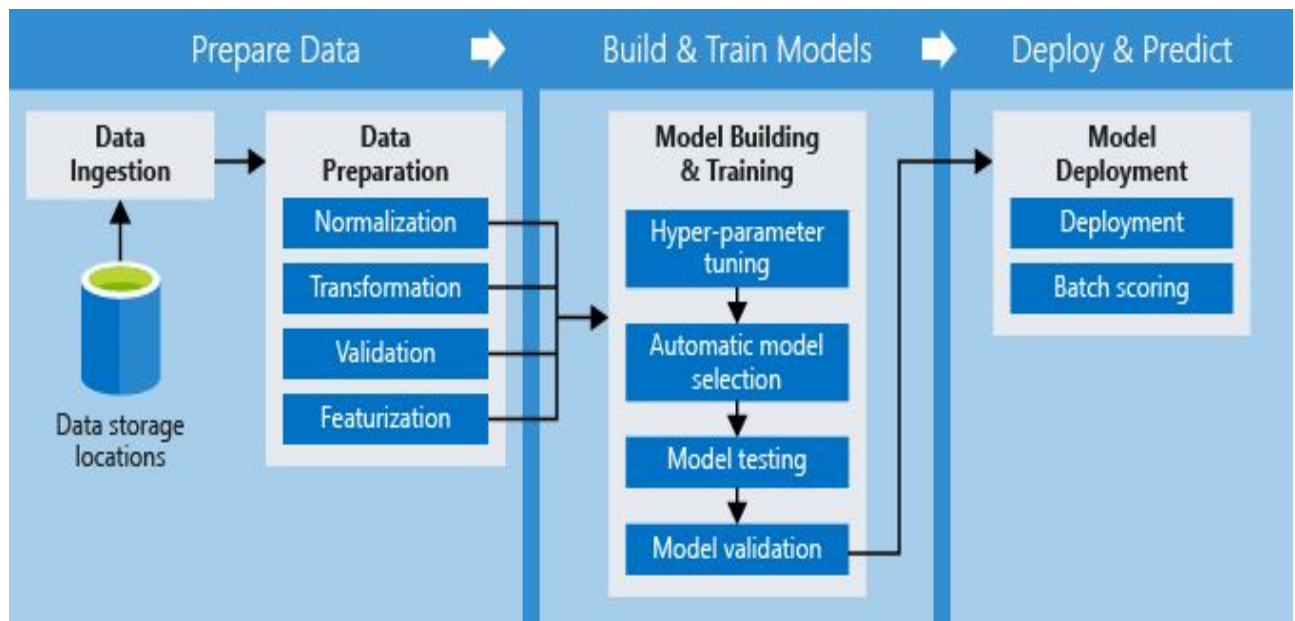 Prepare Data
Build & Train Models
Deploy & Predict
Data
Ingestion
Data storage
locations
Data
Preparation
Normalization
Transformation
Validation
Featurization
Model Building
& Training
Hyper-parameter
tuning
Automatic model
selection
Model testing
Model validation
Model
Deployment
Deployment
Batch scoring